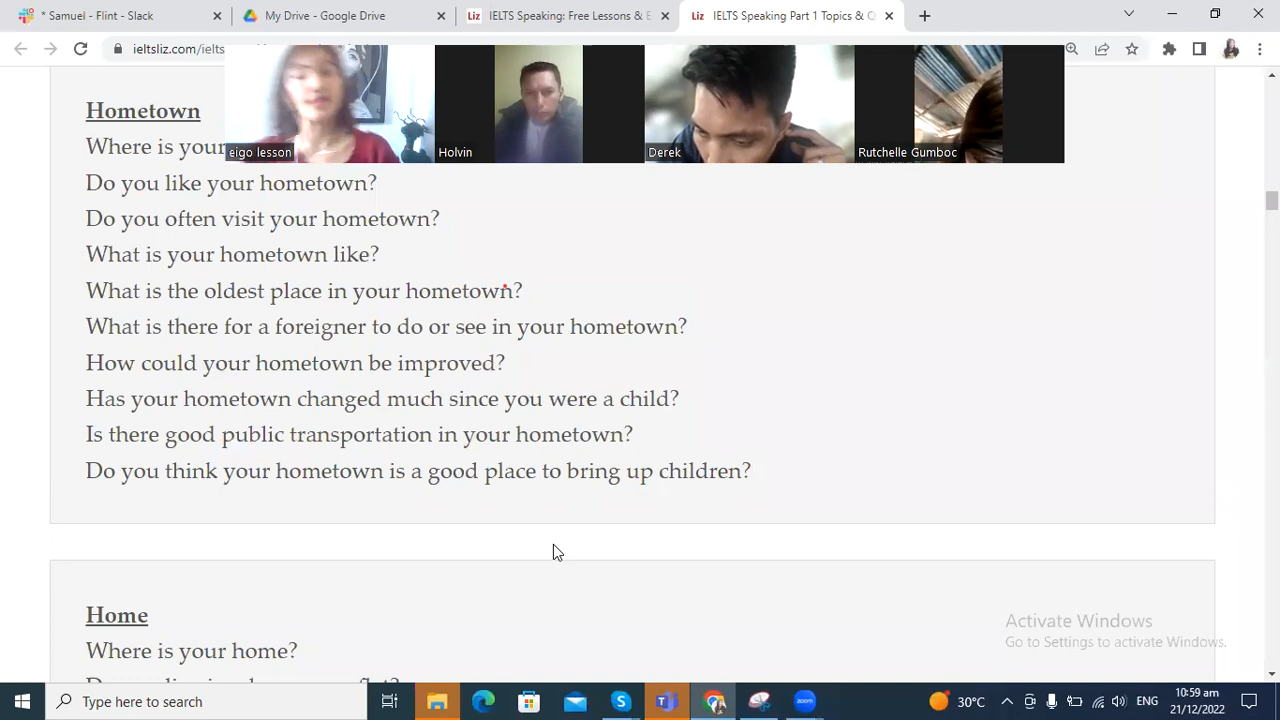 * Samuel - Flint - Slack
My Drive - Google Drive
Liz IELTS Speaking: Free Lessons & E
Liz IELTS Speaking Part 1 Topics & Q
ieltsliz.com/ielts
eigo lesson
Holvin
Derek
Rutchelle Gumboc
Hometown
Where is your
Do you like your hometown?
Do you often visit your hometown?
What is your hometown like?
What is the oldest place in your hometown?
What is there for a foreigner to do or see in your hometown?
How could your hometown be improved?
Has your hometown changed much since you were a child?
Is there good public transportation in your hometown?
Do you think your hometown is a good place to bring up children?
Home
Where is your home?
Activate Windows
Go to Settings to activate Windows.
Type here to search
30°C
ENG
10:59 am
21/12/2022